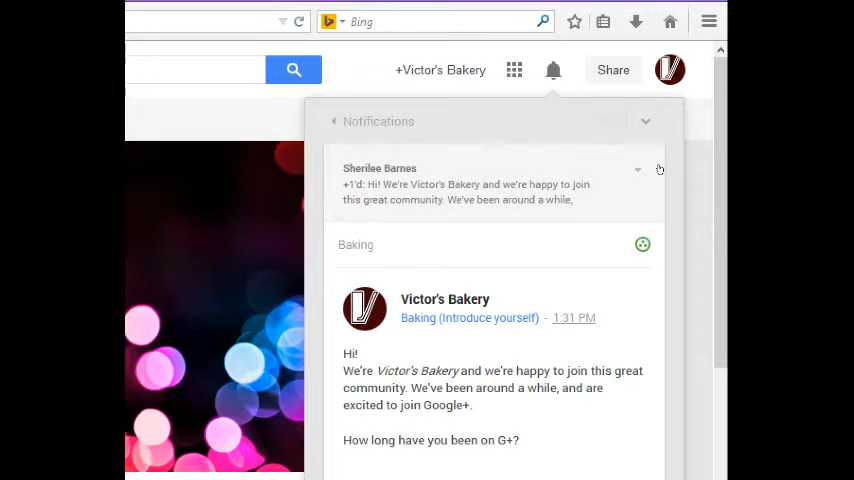 Bing
+Victor's Bakery
Share
Notifications
Sherilee Barnes
+1'd: Hi! We're Victor's Bakery and we're happy to join
this great community. We've been around a while,
Baking
Victor's Bakery
Baking (Introduce yourself) - 1:31 PM
Hi!
We're Victor's Bakery and we're happy to join this great
community. We've been around a while, and are
excited to join Google+.
How long have you been on G+?